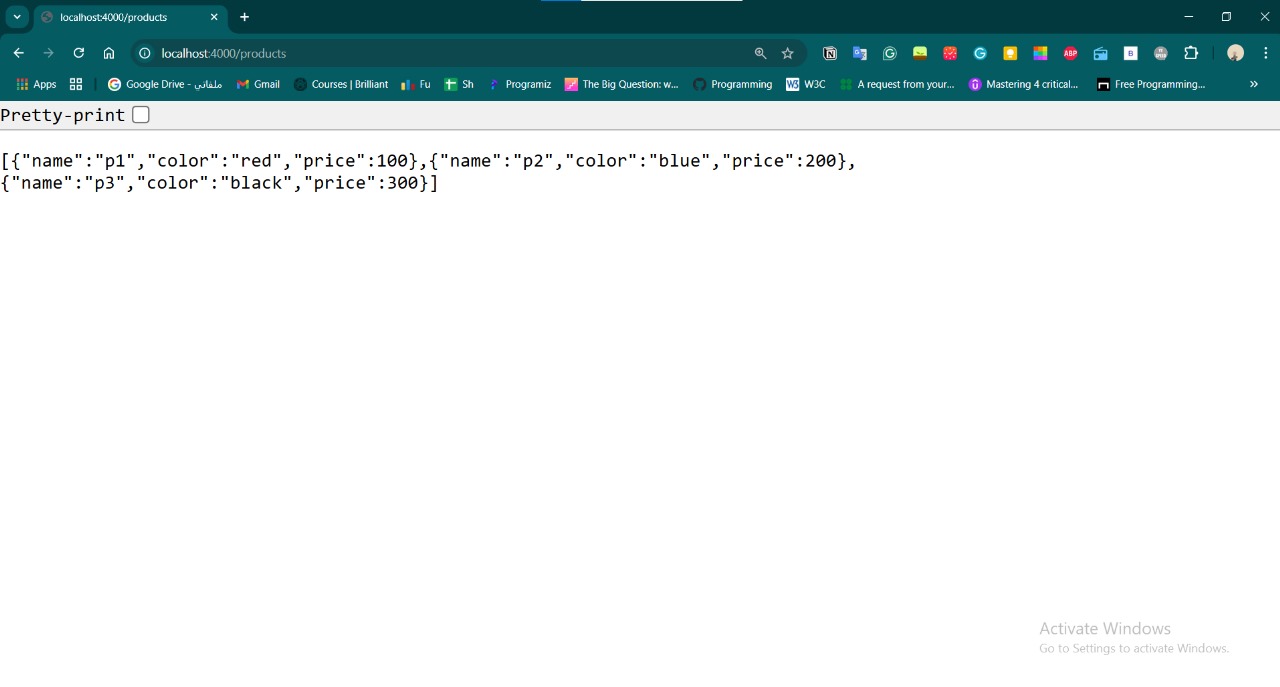 localhost:4000/products
localhost:4000/products
Apps Google Drive - ملفاتي Gmail Courses | Brilliant Fu Sh Programiz The Big Question: w... Programming W3C A request from your... Mastering 4 critical... Free Programming... »
Pretty-print
[{"name":"p1","color":"red","price":100},{"name":"p2","color":"blue","price":200},
{"name":"p3","color":"black","price":300}]
Activate Windows
Go to Settings to activate Windows.